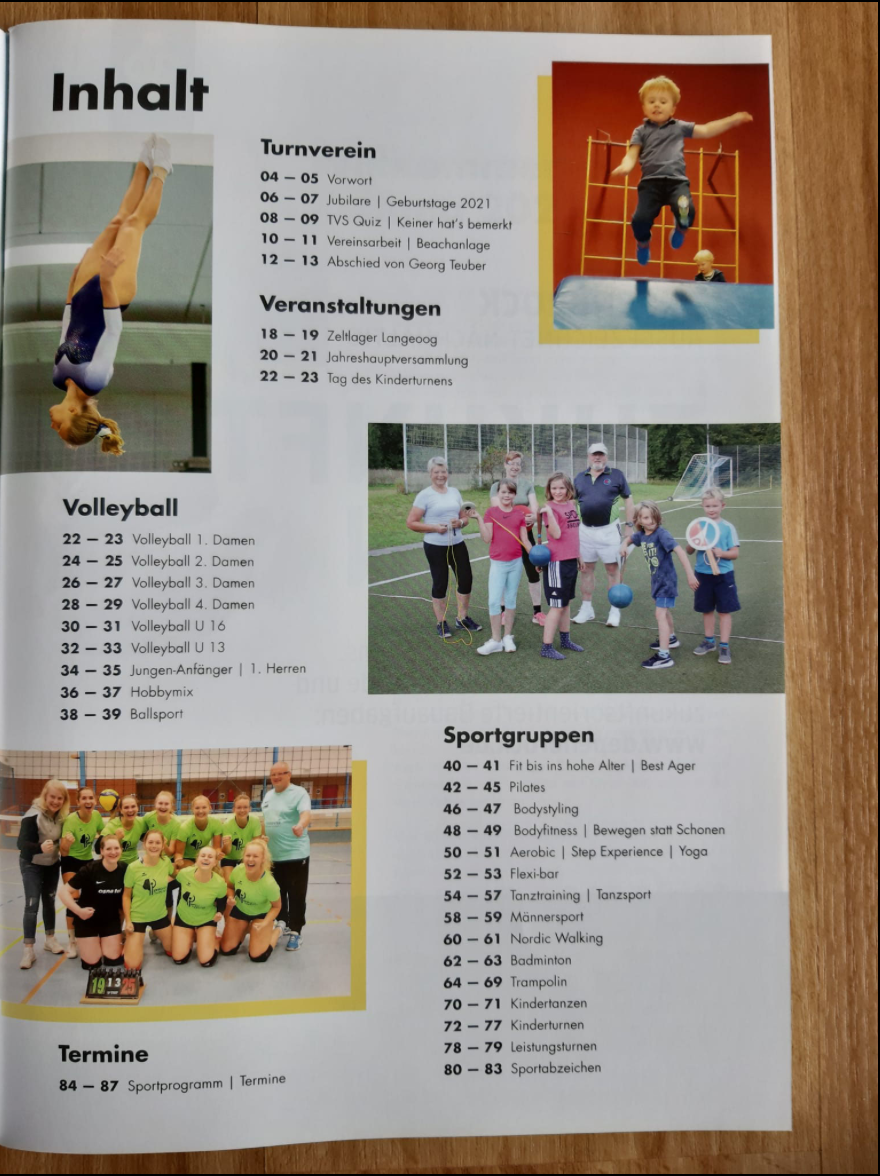 Inhalt
Turnverein
04 – 05 Vorwort
06 – 07 Jubilare | Geburtstage 2021
08 – 09 TVS Quiz | Keiner hat's bemerkt
10 – 11 Vereinsarbeit | Beachanlage
12 – 13 Abschied von Georg Teuber
Veranstaltungen
18 – 19 Zeltlager Langeoog
20 – 21 Jahreshauptversammlung
22 – 23 Tag des Kinderturnens
Volleyball
22 – 23 Volleyball 1. Damen
24 – 25 Volleyball 2. Damen
26 – 27 Volleyball 3. Damen
28 – 29 Volleyball 4. Damen
30 – 31 Volleyball U 16
32 – 33 Volleyball U 13
34 – 35 Jungen-Anfänger | 1. Herren
36 – 37 Hobbymix
38 – 39 Ballsport
Sportgruppen
40 – 41 Fit bis ins hohe Alter | Best Ager
42 – 45 Pilates
46 – 47 Bodystyling
48 – 49 Bodyfitness | Bewegen statt Schonen
50 – 51 Aerobic | Step Experience | Yoga
52 – 53 Flexi-bar
54 – 57 Tanztraining | Tanzsport
58 – 59 Männersport
60 – 61 Nordic Walking
62 – 63 Badminton
64 – 69 Trampolin
70 – 71 Kindertanzen
72 – 77 Kinderturnen
78 – 79 Leistungsturnen
80 – 83 Sportabzeichen
19 1 3 25
Termine
84 – 87 Sportprogramm | Termine